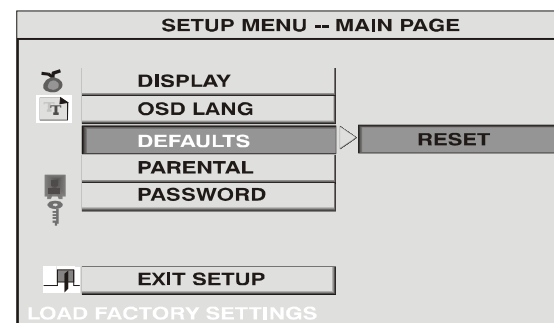 SETUP MENU -- MAIN PAGE
DISPLAY
OSD LANG
DEFAULTS RESET
PARENTAL
PASSWORD
EXIT SETUP
LOAD FACTORY SETTINGS